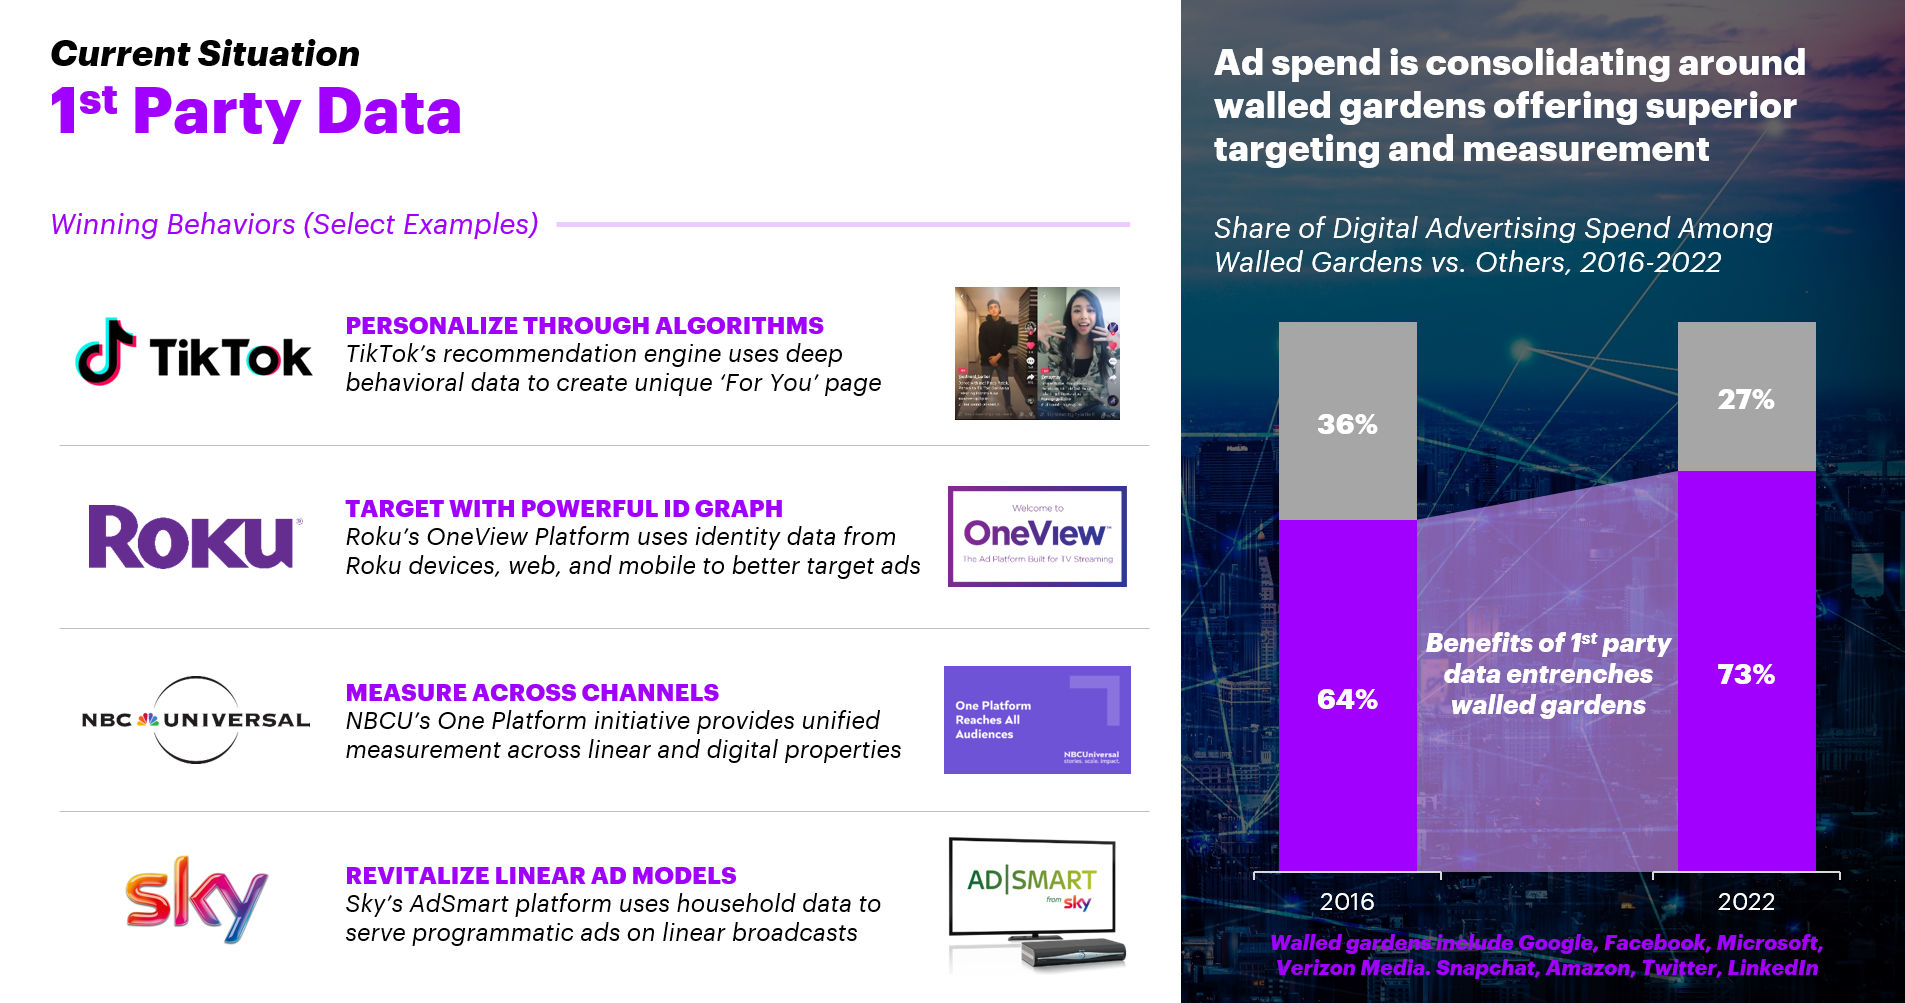 Current Situation
1st Party Data
Winning Behaviors (Select Examples)
TikTok
PERSONALIZE THROUGH ALGORITHMS
TikTok's recommendation engine uses deep
behavioral data to create unique ‘For You’ page
ROKU
TARGET WITH POWERFUL ID GRAPH
Roku's OneView Platform uses identity data from
Roku devices, web, and mobile to better target ads
Welcome to
OneView™
The Ad Platform Built for TV Streaming
NBC UNIVERSAL
MEASURE ACROSS CHANNELS
NBCU's One Platform initiative provides unified
measurement across linear and digital properties
One Platform
Reaches All
Audiences
NBCUniversal
stories. scale. impact.
sky
REVITALIZE LINEAR AD MODELS
Sky's AdSmart platform uses household data to
serve programmatic ads on linear broadcasts
AD|SMART
from sky
Ad spend is consolidating around
walled gardens offering superior
targeting and measurement
Share of Digital Advertising Spend Among
Walled Gardens vs. Others, 2016-2022
36%
27%
64%
Benefits of 1st party
data entrenches
walled gardens
73%
2016
2022
Walled gardens include Google, Facebook, Microsoft,
Verizon Media. Snapchat, Amazon, Twitter, LinkedIn